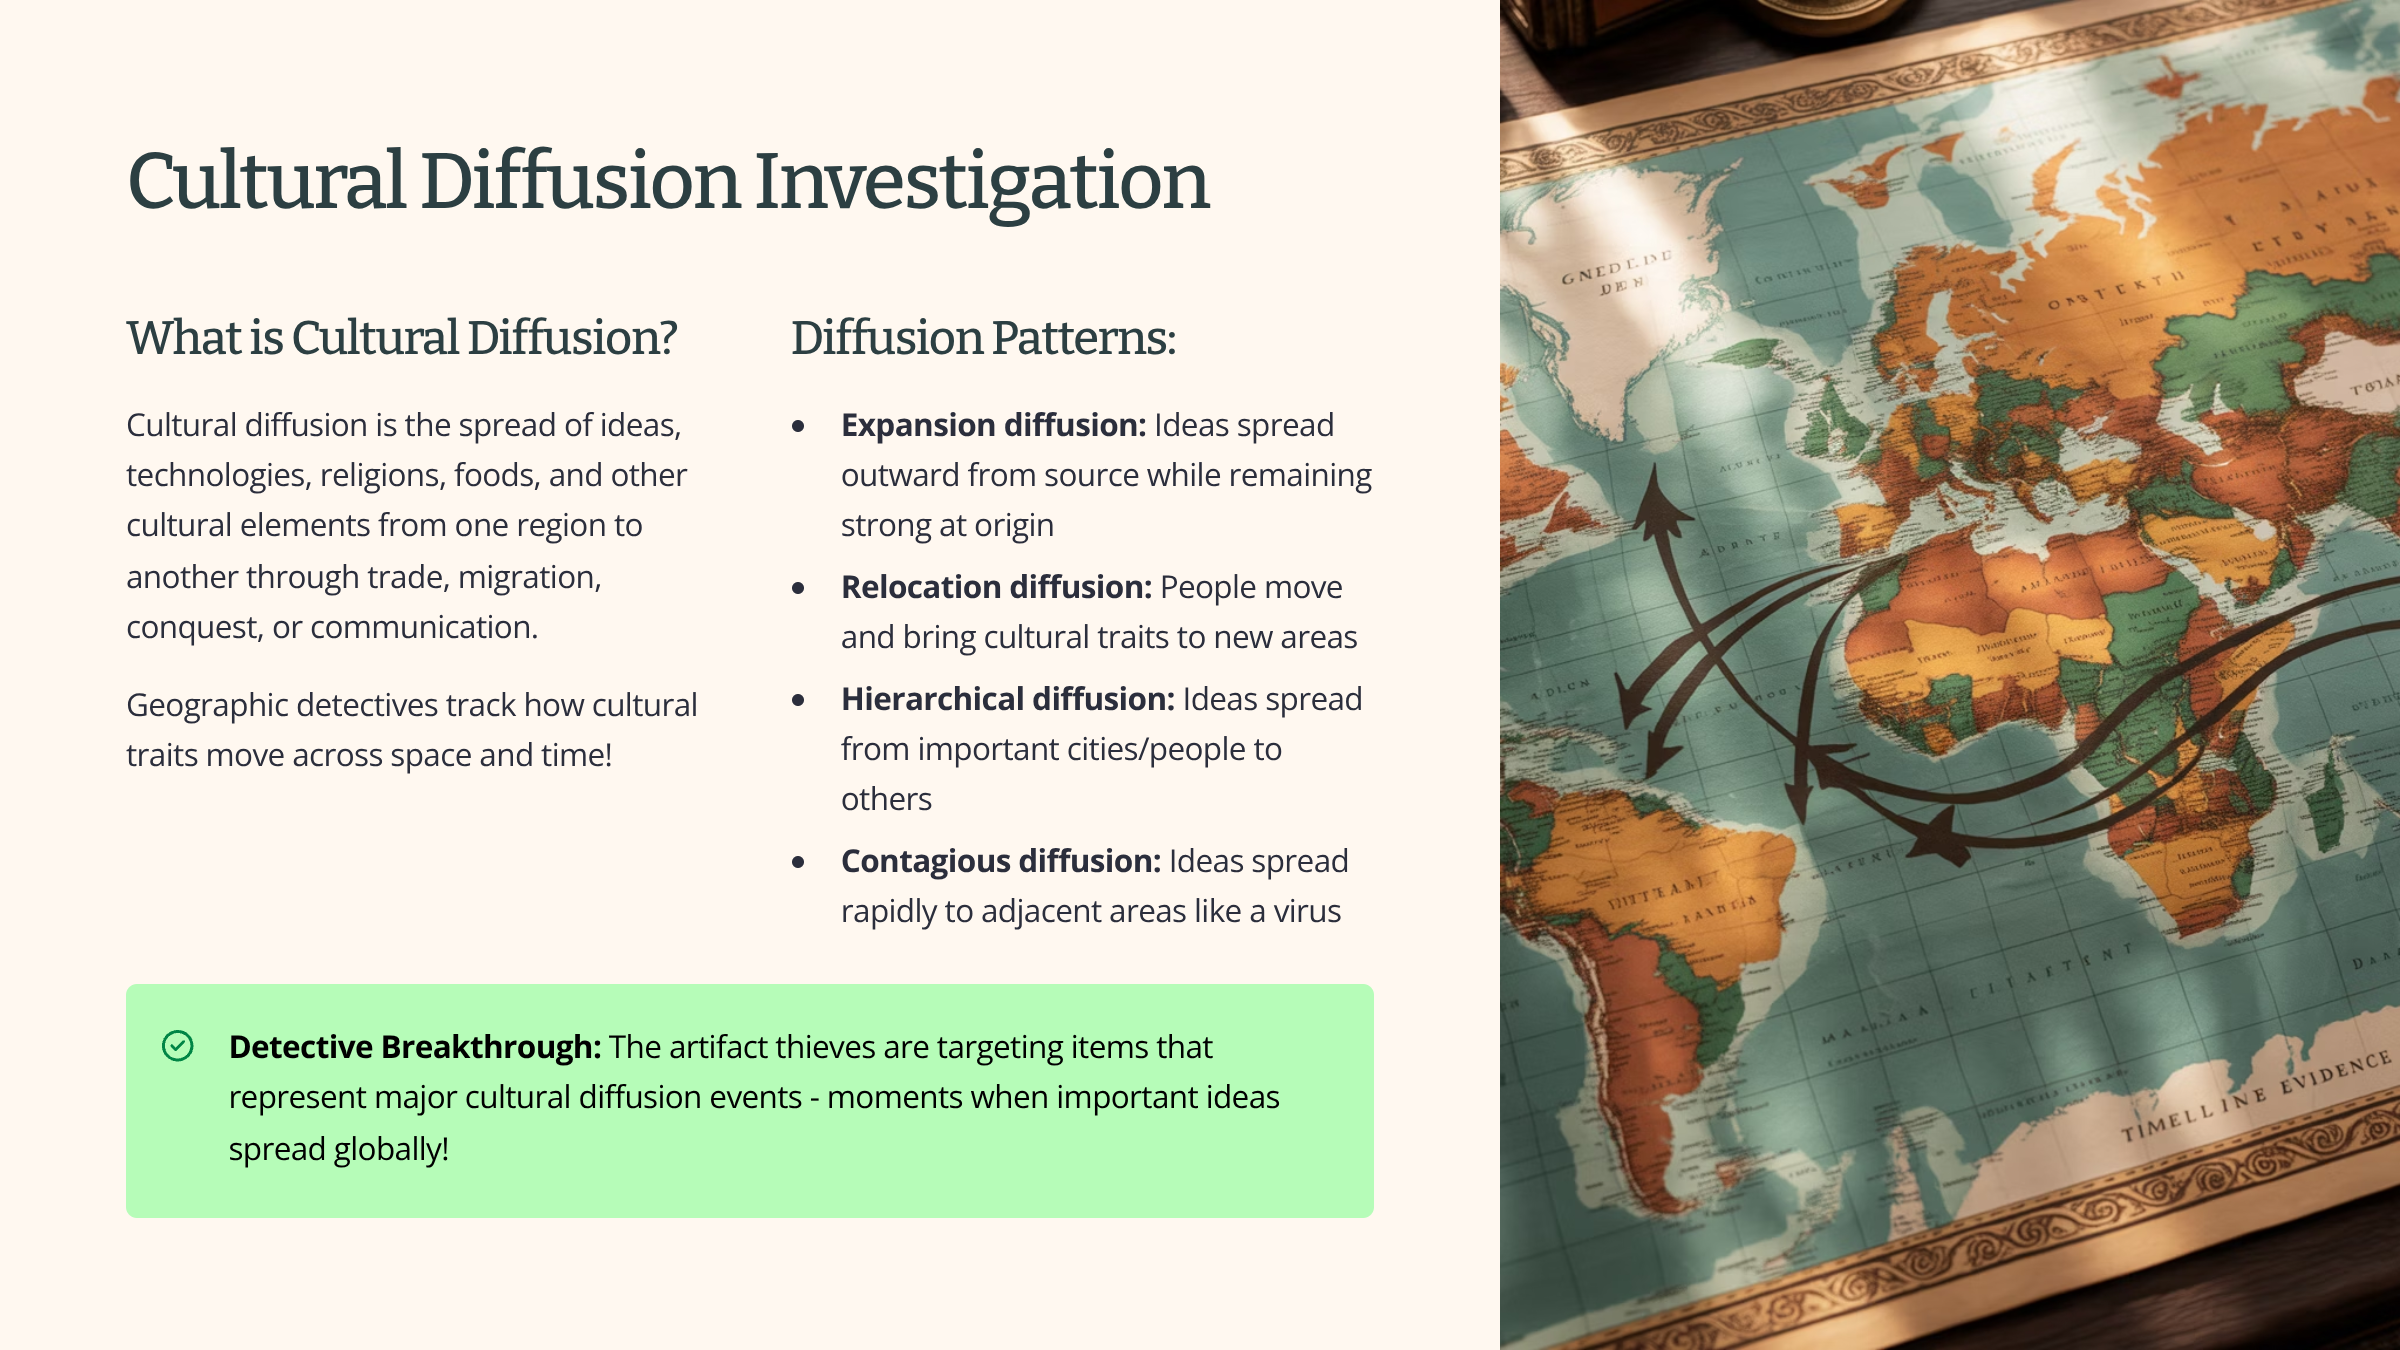 Cultural Diffusion Investigation
What is Cultural Diffusion?
Cultural diffusion is the spread of ideas,
technologies, religions, foods, and other
cultural elements from one region to
another through trade, migration,
conquest, or communication.
Geographic detectives track how cultural
traits move across space and time!
Diffusion Patterns:
• Expansion diffusion: Ideas spread
outward from source while remaining
strong at origin
• Relocation diffusion: People move
and bring cultural traits to new areas
• Hierarchical diffusion: Ideas spread
from important cities/people to
others
• Contagious diffusion: Ideas spread
rapidly to adjacent areas like a virus
Detective Breakthrough: The artifact thieves are targeting items that
represent major cultural diffusion events - moments when important ideas
spread globally!
TIMELLINE EVIDENCE